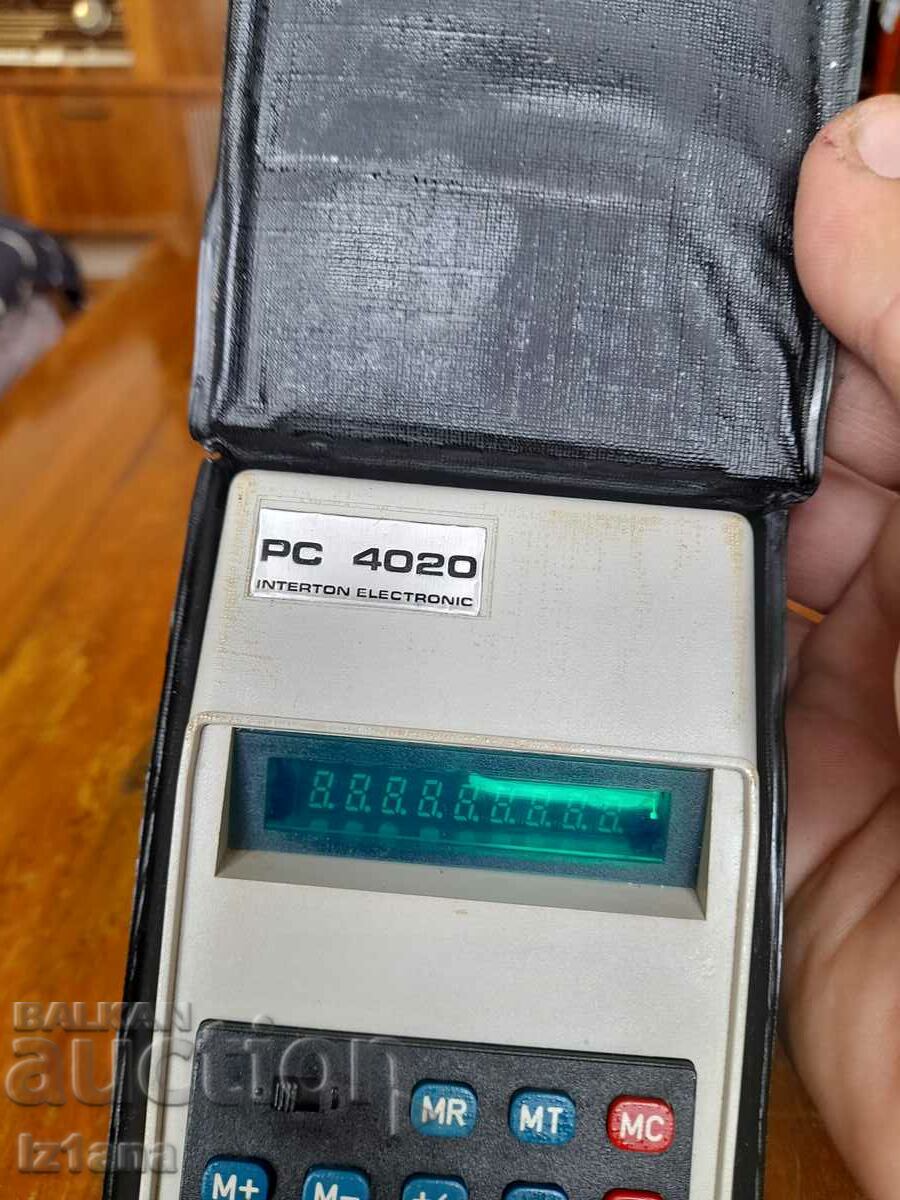 PC 4020
INTERTON ELECTRONIC
8.8.8.8.8.8.8.8.8.
MR MT MC
M+ M- +/-
BALKAN
auction
Iz1ana